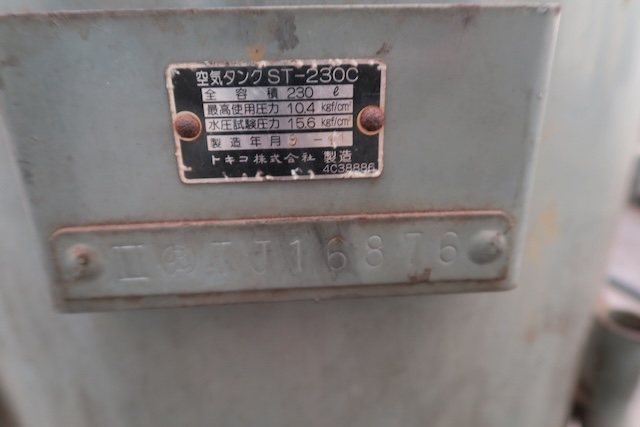 空気タンク ST-230C
全容積 230 ℓ
最高使用圧力 10.4 kgf/cm²
水圧試験圧力 15.6 kgf/cm²
製造年月
トキコ株式会社 製造
4C38886
J16876